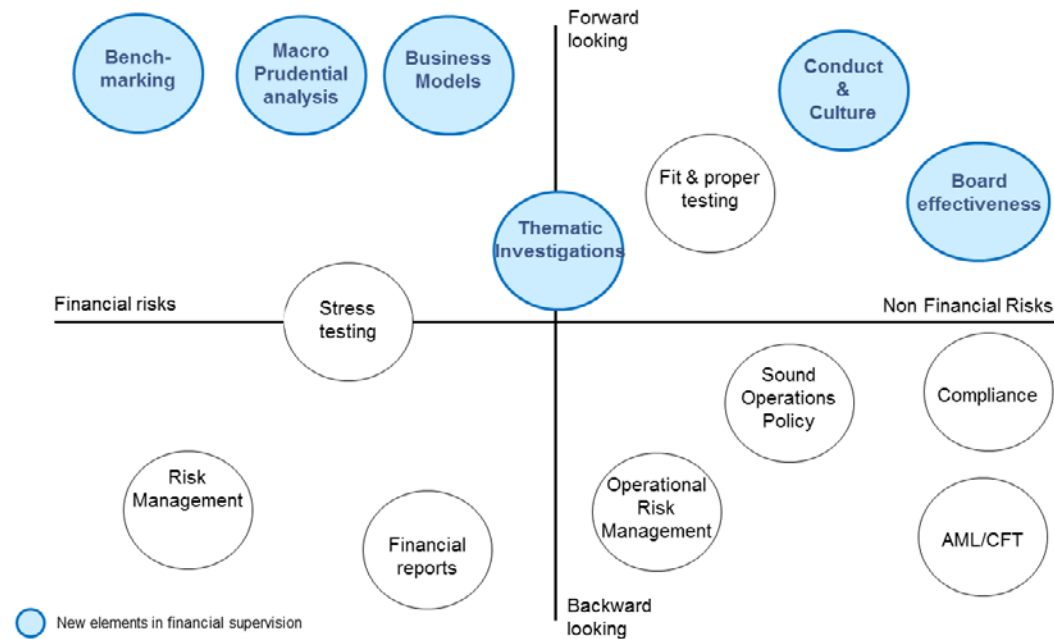 Forward
looking
Bench-
marking
Macro
Prudential
analysis
Business
Models
Conduct
&
Culture
Fit & proper
testing
Board
effectiveness
Thematic
Investigations
Financial risks
Non Financial Risks
Stress
testing
Sound
Operations
Policy
Compliance
Risk
Management
Operational
Risk
Management
Financial
reports
AML/CFT
Backward
looking
New elements in financial supervision